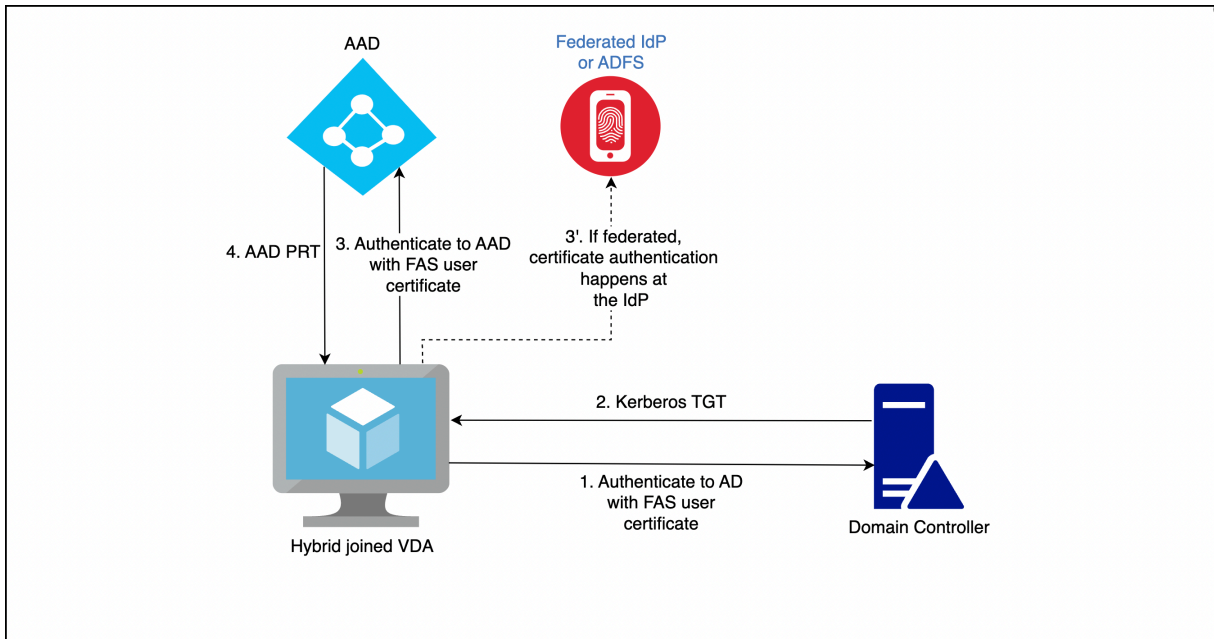 AAD
Federated IdP
or ADFS
4. AAD PRT
3. Authenticate to AAD
with FAS user
certificate
3'. If federated,
certificate authentication
happens at
the IdP
2. Kerberos TGT
1. Authenticate to AD
with FAS user
certificate
Hybrid joined VDA
Domain Controller